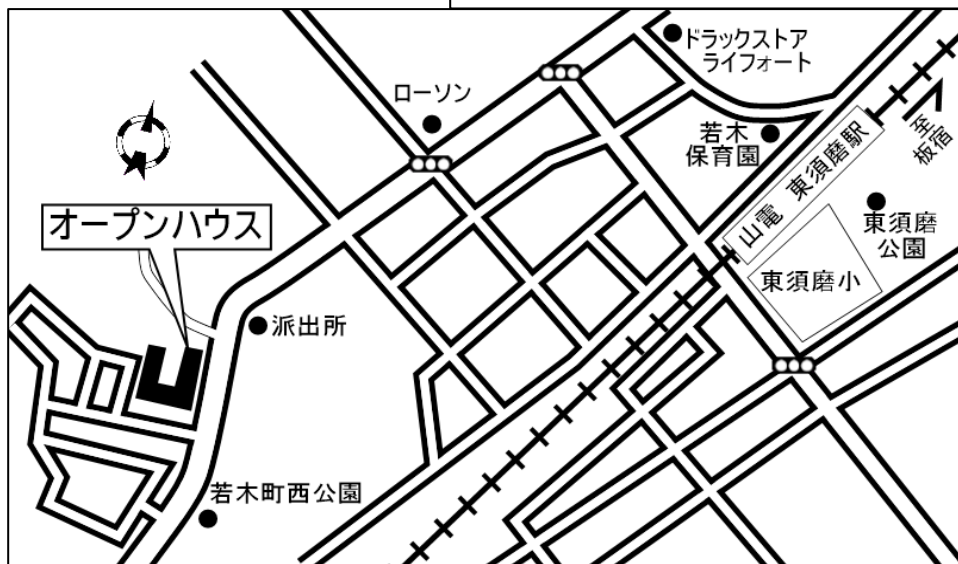 ドラックストア
ライフォート
ローソン
若木
保育園
至
板宿
山電 東須磨駅
東須磨
公園
オープンハウス
東須磨小
派出所
若木町西公園